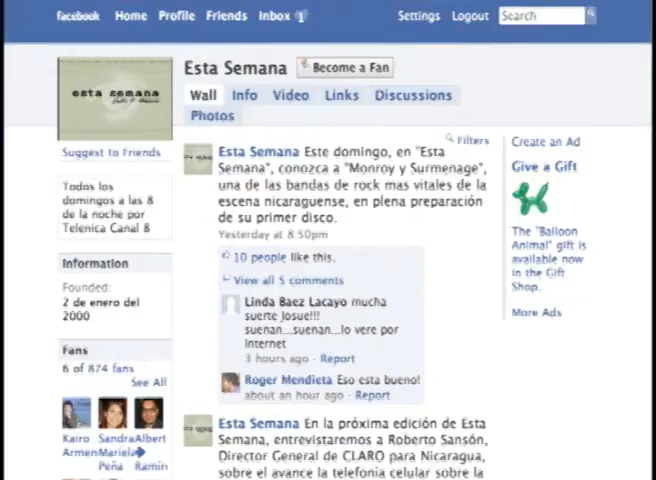 facebook Home Profile Friends Inbox 1 Settings Logout Search
esta semana
Esta Semana Become a Fan
Wall Info Video Links Discussions
Photos
Suggest to Friends
Todos los
domingos a las 8
de la noche por
Telenica Canal 8
Information
Founded:
2 de enero del
2000
Fans
6 of 874 fans
See All
Kairo
Armen
Sandra
Mariela
Peña
Albert
Ramir
Filters
Esta Semana Este domingo, en "Esta
Semana", conozca a "Monroy y Surmenage",
una de las bandas de rock mas vitales de la
escena nicaraguense, en plena preparación
de su primer disco.
Yesterday at 8:50pm
10 people like this.
View all 5 comments
Linda Baez Lacayo mucha
suerte Josue!!!
suenan...suenan...lo vere por
Internet
3 hours ago · Report
Roger Mendieta Eso esta bueno!
about an hour ago · Report
Esta Semana En la próxima edición de Esta
Semana, entrevistaremos a Roberto Sansón,
Director General de CLARO para Nicaragua,
sobre el avance la telefonía celular sobre la
Create an Ad
Give a Gift
The "Balloon
Animal" gift is
available now
in the Gift
Shop.
More Ads